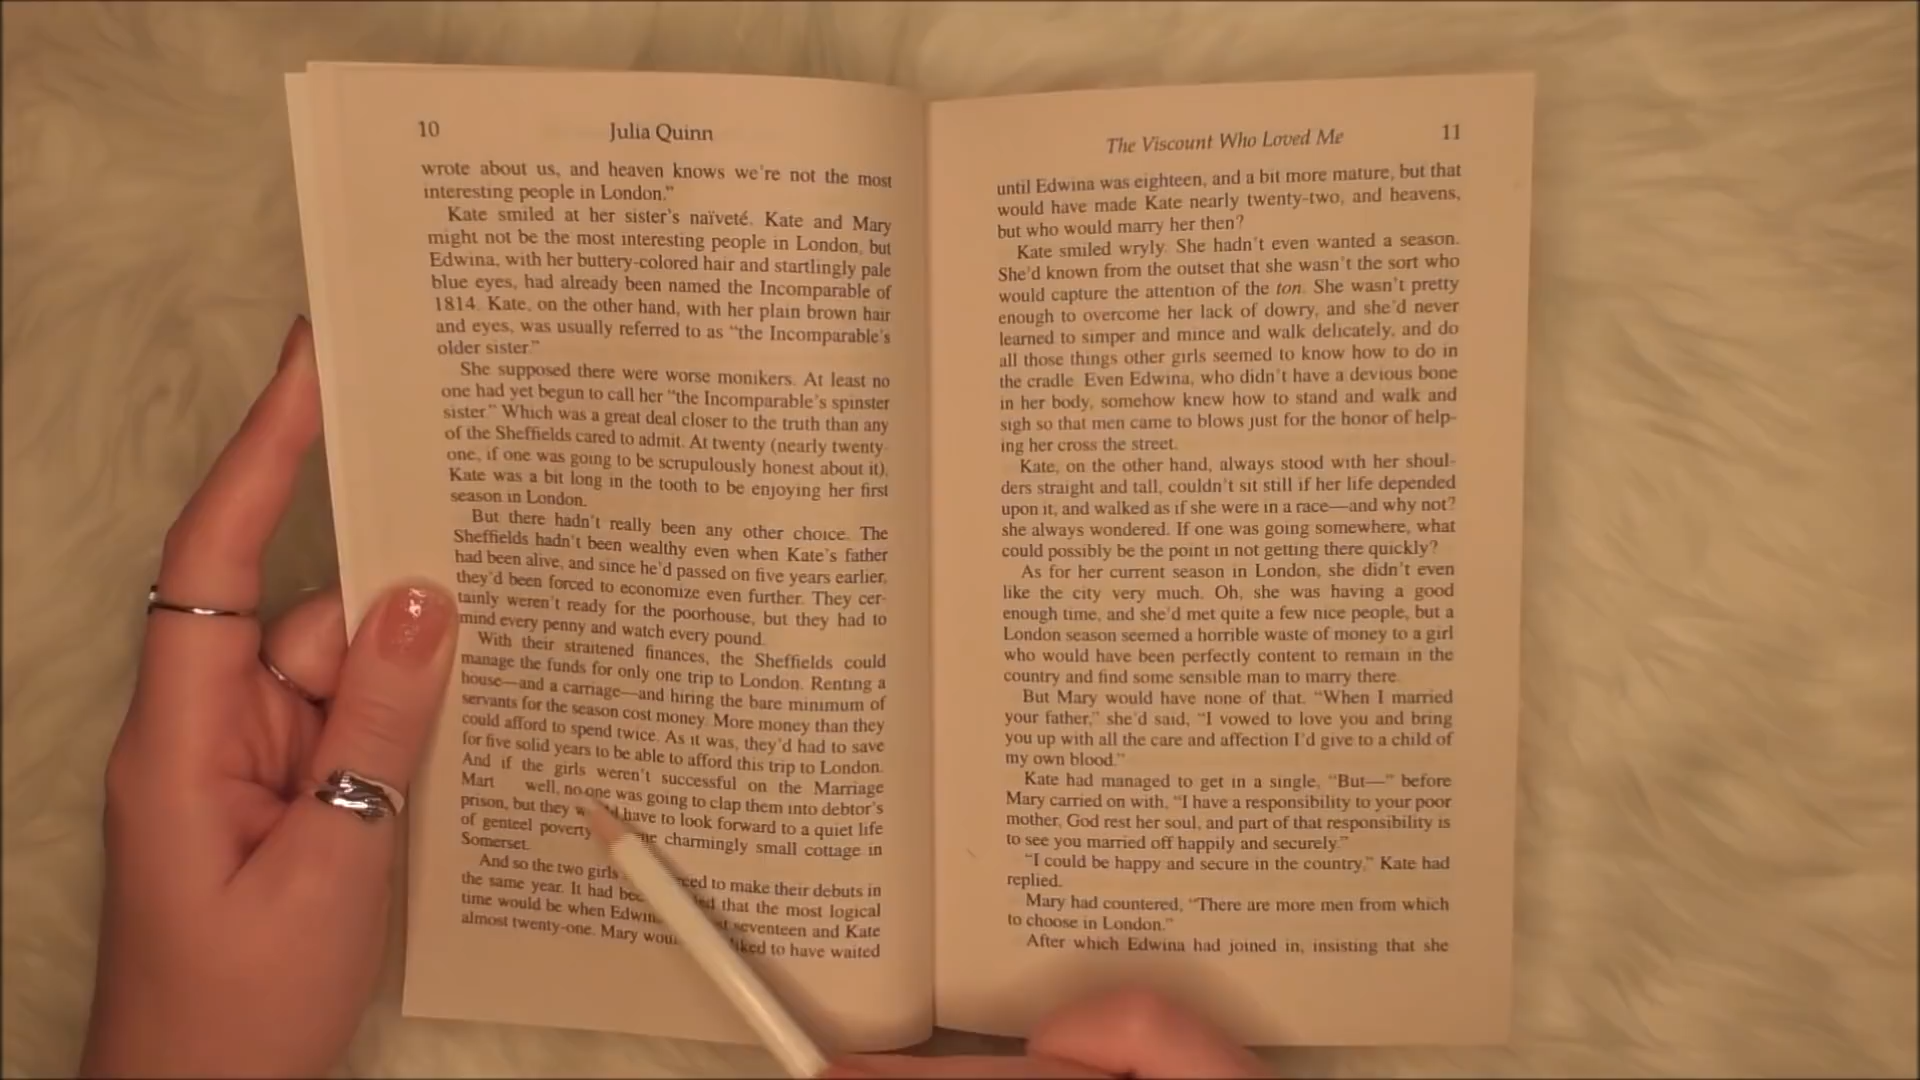 10
Julia Quinn
wrote about us, and heaven knows we're not the most
interesting people in London."
Kate smiled at her sister's naïveté. Kate and Mary
might not be the most interesting people in London, but
Edwina, with her buttery-colored hair and startlingly pale
blue eyes, had already been named the Incomparable of
1814. Kate, on the other hand, with her plain brown hair
and eyes, was usually referred to as "the Incomparable's
older sister."
She supposed there were worse monikers. At least no
one had yet begun to call her "the Incomparable's spinster
sister." Which was a great deal closer to the truth than any
of the Sheffields cared to admit. At twenty (nearly twenty-
one, if one was going to be scrupulously honest about it),
Kate was a bit long in the tooth to be enjoying her first
season in London.
But there hadn't really been any other choice. The
Sheffields hadn't been wealthy even when Kate's father
had been alive, and since he'd passed on five years earlier,
they'd been forced to economize even further. They cer-
tainly weren't ready for the poorhouse, but they had to
mind every penny and watch every pound.
With their straitened finances, the Sheffields could
manage the funds for only one trip to London. Renting a
house—and a carriage—and hiring the bare minimum of
servants for the season cost money. More money than they
could afford to spend twice. As it was, they'd had to save
for five solid years to be able to afford this trip to London.
And if the girls weren't successful on the Marriage
Mart well, no one was going to clap them into debtor's
prison, but they have to look forward to a quiet life
of genteel poverty charmingly small cottage in
Somerset.
And so the two girls to make their debuts in
the same year. It had that the most logical
time would be when seventeen and Kate
almost twenty-one. Mary to have waited
The Viscount Who Loved Me
11
until Edwina was eighteen, and a bit more mature, but that
would have made Kate nearly twenty-two, and heavens,
but who would marry her then?
Kate smiled wryly. She hadn't even wanted a season.
She'd known from the outset that she wasn't the sort who
would capture the attention of the ton. She wasn't pretty
enough to overcome her lack of dowry, and she'd never
learned to simper and mince and walk delicately, and do
all those things other girls seemed to know how to do in
the cradle. Even Edwina, who didn't have a devious bone
in her body, somehow knew how to stand and walk and
sigh so that men came to blows just for the honor of help-
ing her cross the street.
Kate, on the other hand, always stood with her shoul-
ders straight and tall, couldn't sit still if her life depended
upon it, and walked as if she were in a race—and why not?
she always wondered. If one was going somewhere, what
could possibly be the point in not getting there quickly?
As for her current season in London, she didn't even
like the city very much. Oh, she was having a good
enough time, and she'd met quite a few nice people, but a
London season seemed a horrible waste of money to a girl
who would have been perfectly content to remain in the
country and find some sensible man to marry there.
But Mary would have none of that. "When I married
your father," she'd said, "I vowed to love you and bring
you up with all the care and affection I'd give to a child of
my own blood."
Kate had managed to get in a single, "But—" before
Mary carried on with, "I have a responsibility to your poor
mother, God rest her soul, and part of that responsibility is
to see you married off happily and securely."
"I could be happy and secure in the country," Kate had
replied.
Mary had countered, "There are more men from which
to choose in London."
After which Edwina had joined in, insisting that she